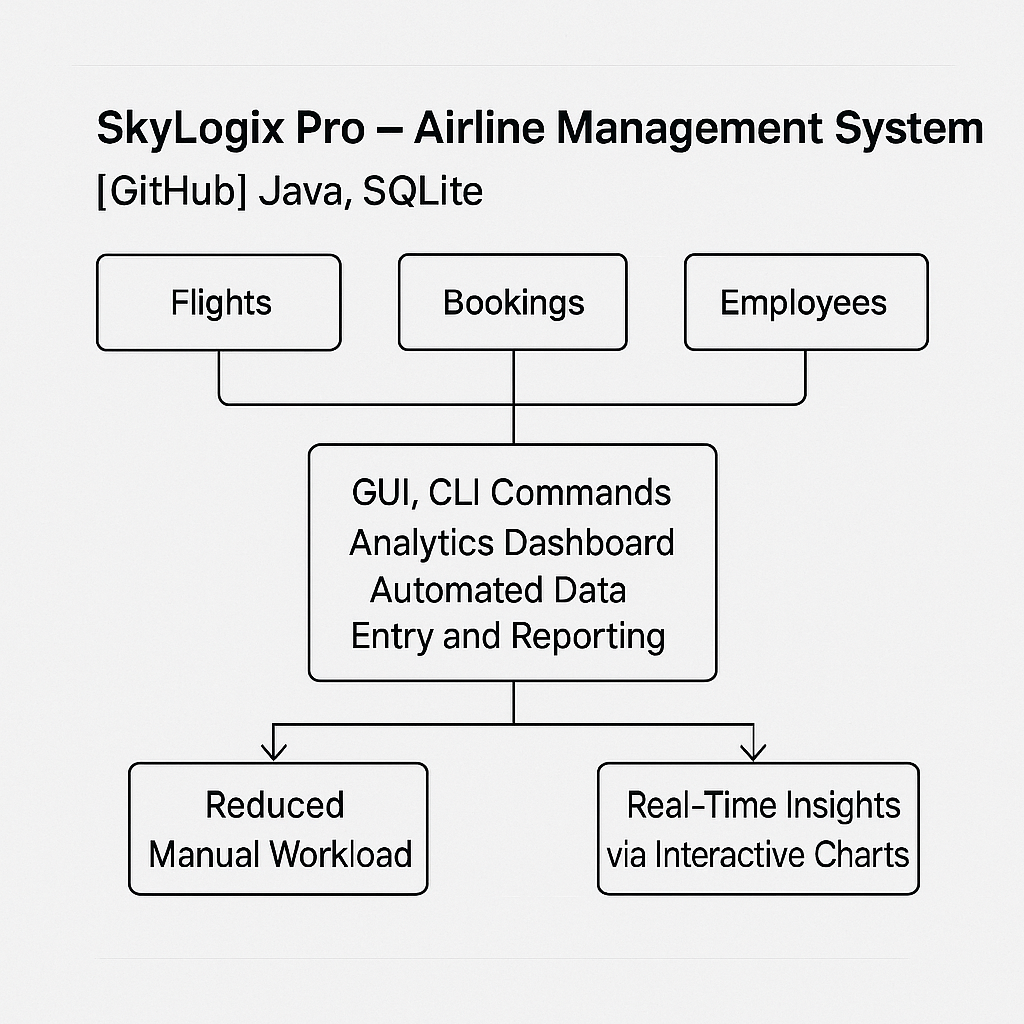 SkyLogix Pro – Airline Management System
[GitHub] Java, SQLite
Flights
Bookings
Employees
GUI, CLI Commands
Analytics Dashboard
Automated Data
Entry and Reporting
Reduced
Manual Workload
Real-Time Insights
via Interactive Charts